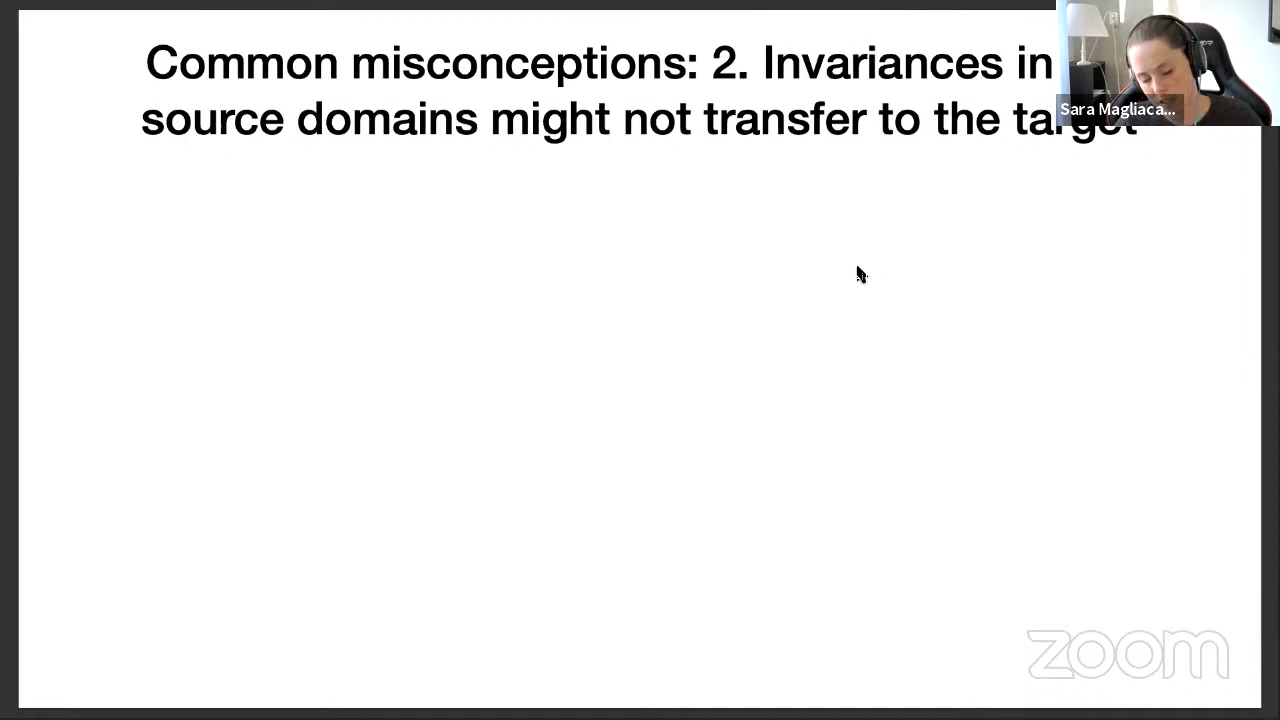 Common misconceptions: 2. Invariances in
source domains might not transfer to the target
Sara Magliaca...
zoom